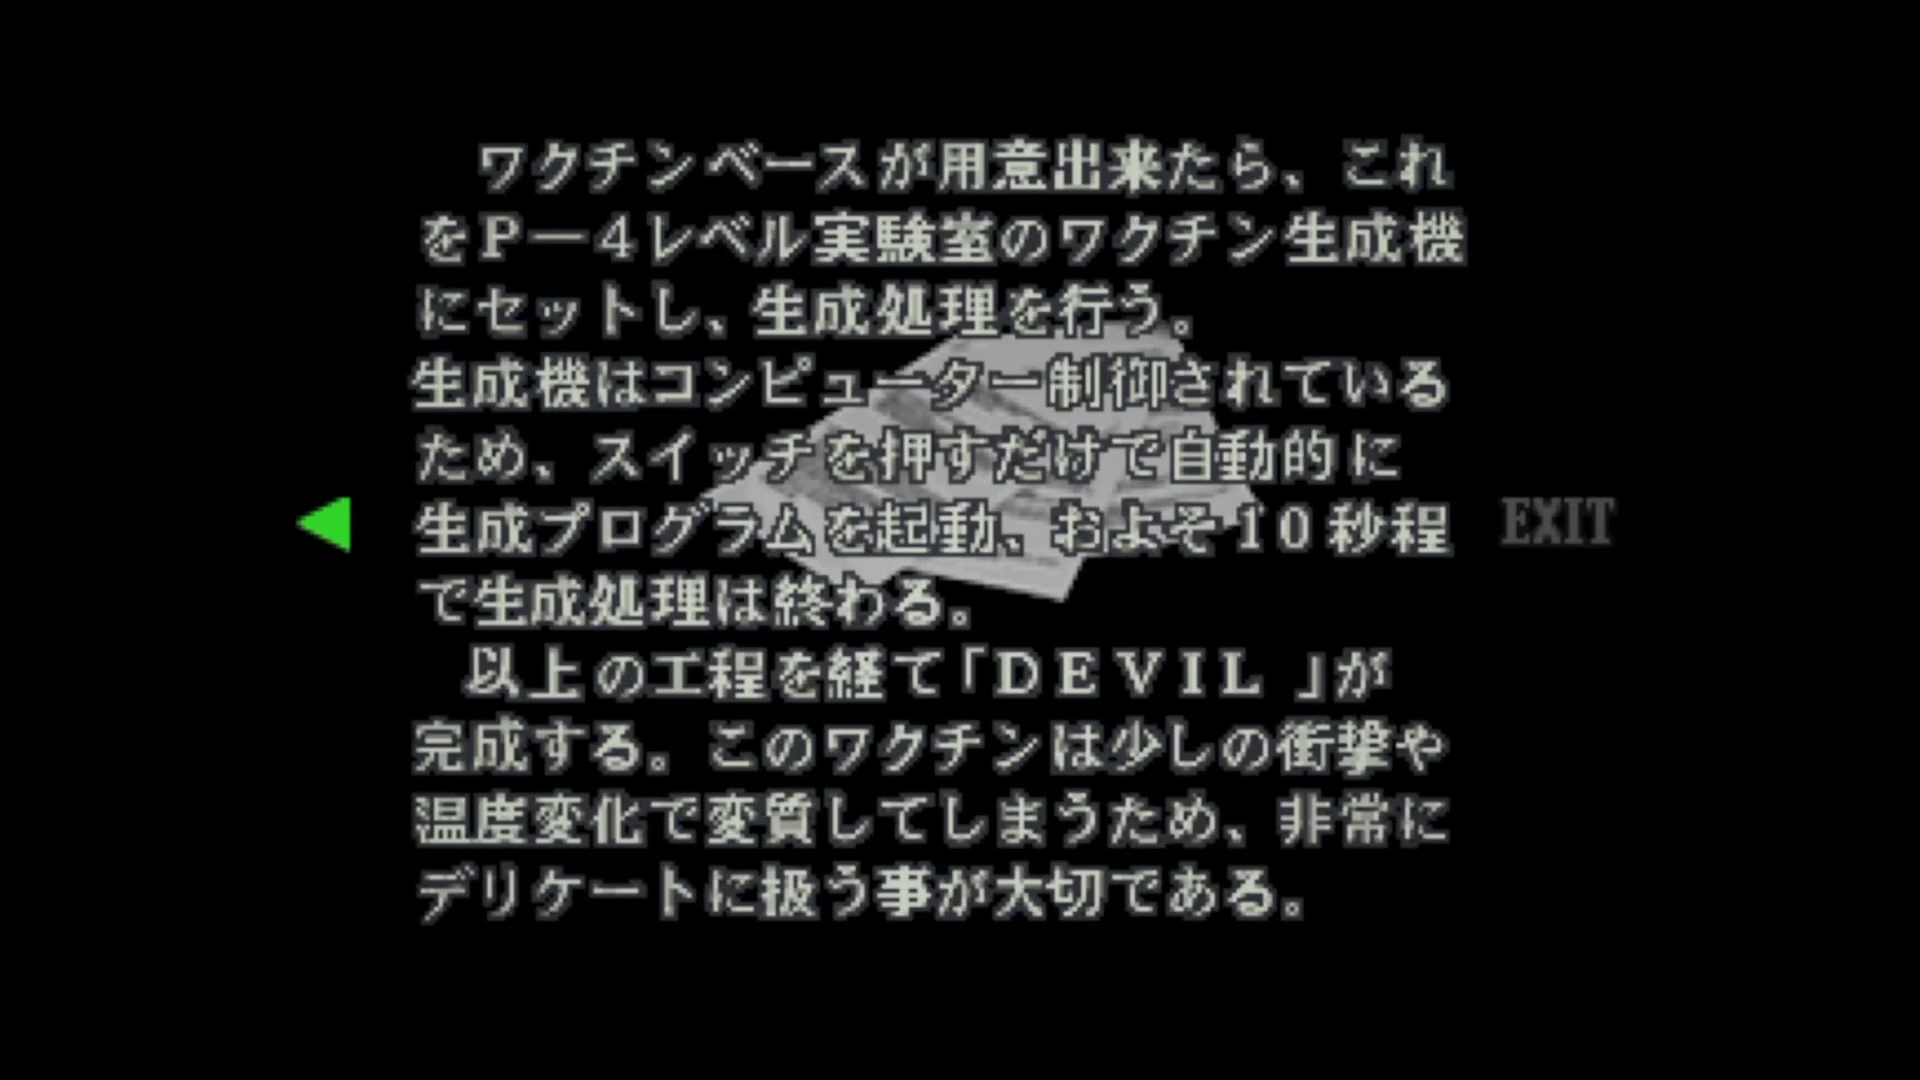 ワクチンベースが用意出来たら、これ
をＰ－４レベル実験室のワクチン生成機
にセットし、生成処理を行う。
生成機はコンピューター制御されている
ため、スイッチを押すだけで自動的に
生成プログラムを起動、およそ１０秒程
で生成処理は終わる。
　以上の工程を経て「ＤＥＶＩＬ」が
完成する。このワクチンは少しの衝撃や
温度変化で変質してしまうため、非常に
デリケートに扱う事が大切である。
EXIT